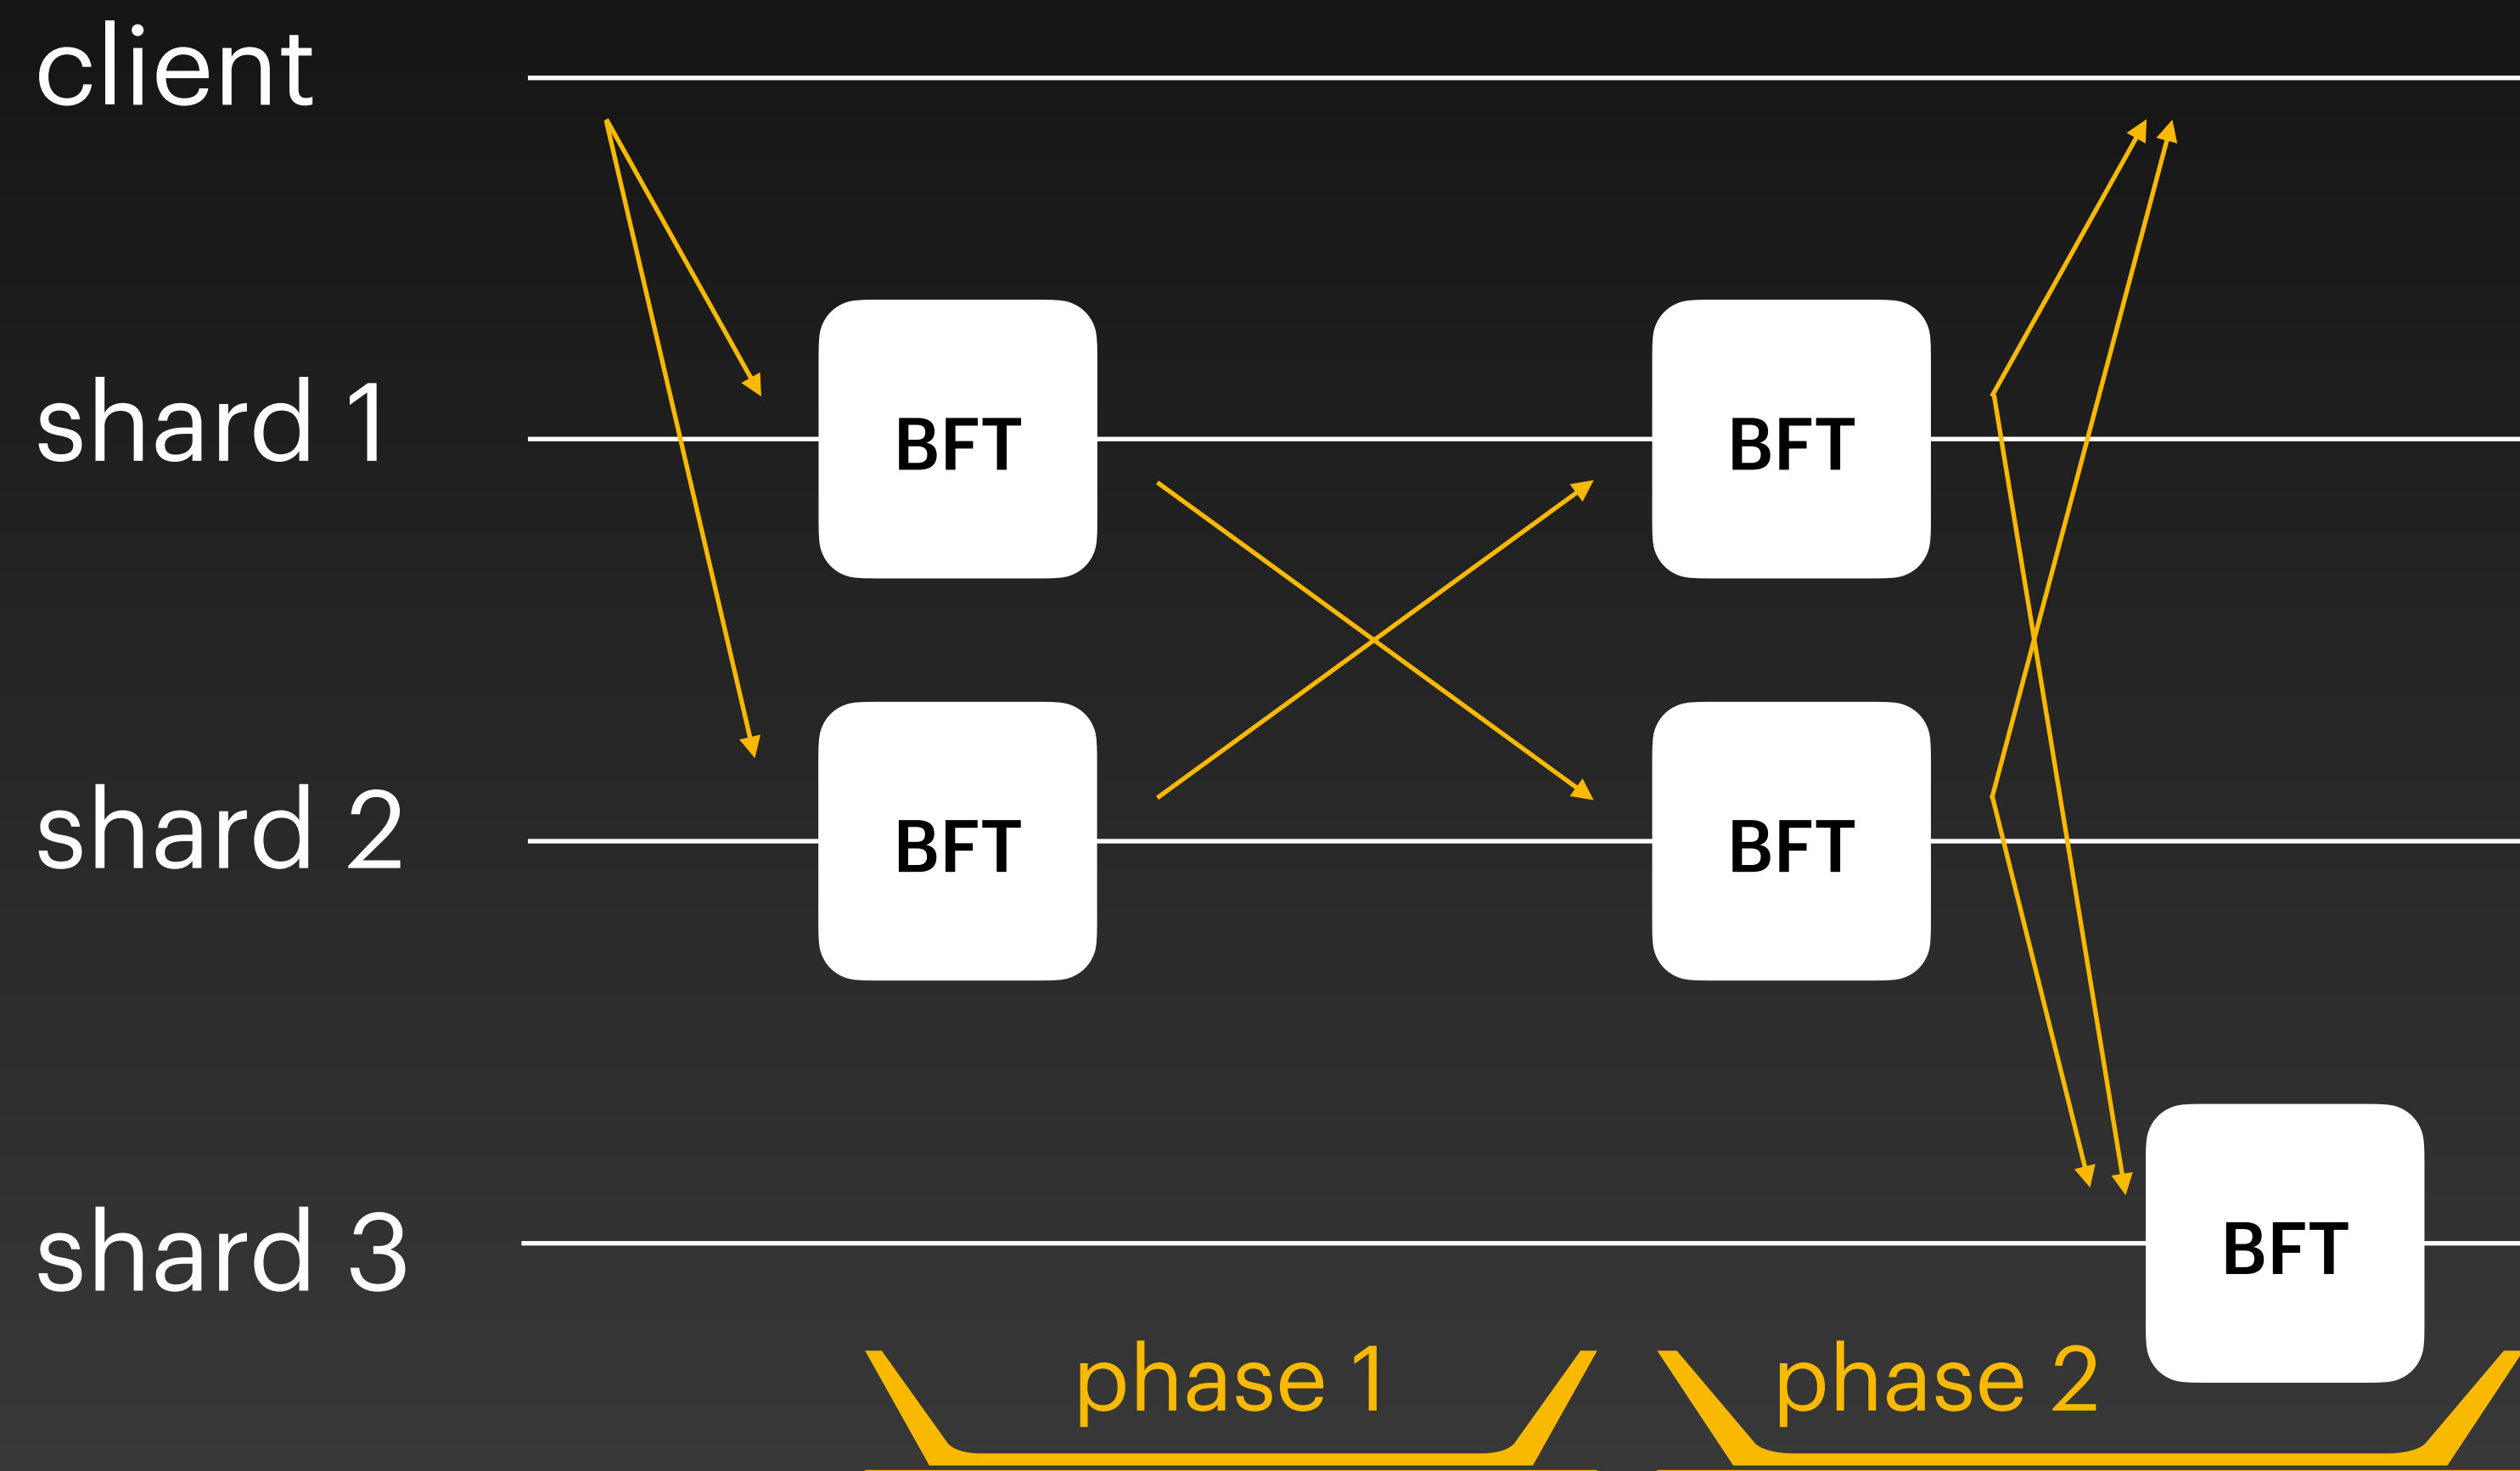 client
shard 1
BFT
BFT
shard 2
BFT
BFT
shard 3
BFT
phase 1
phase 2